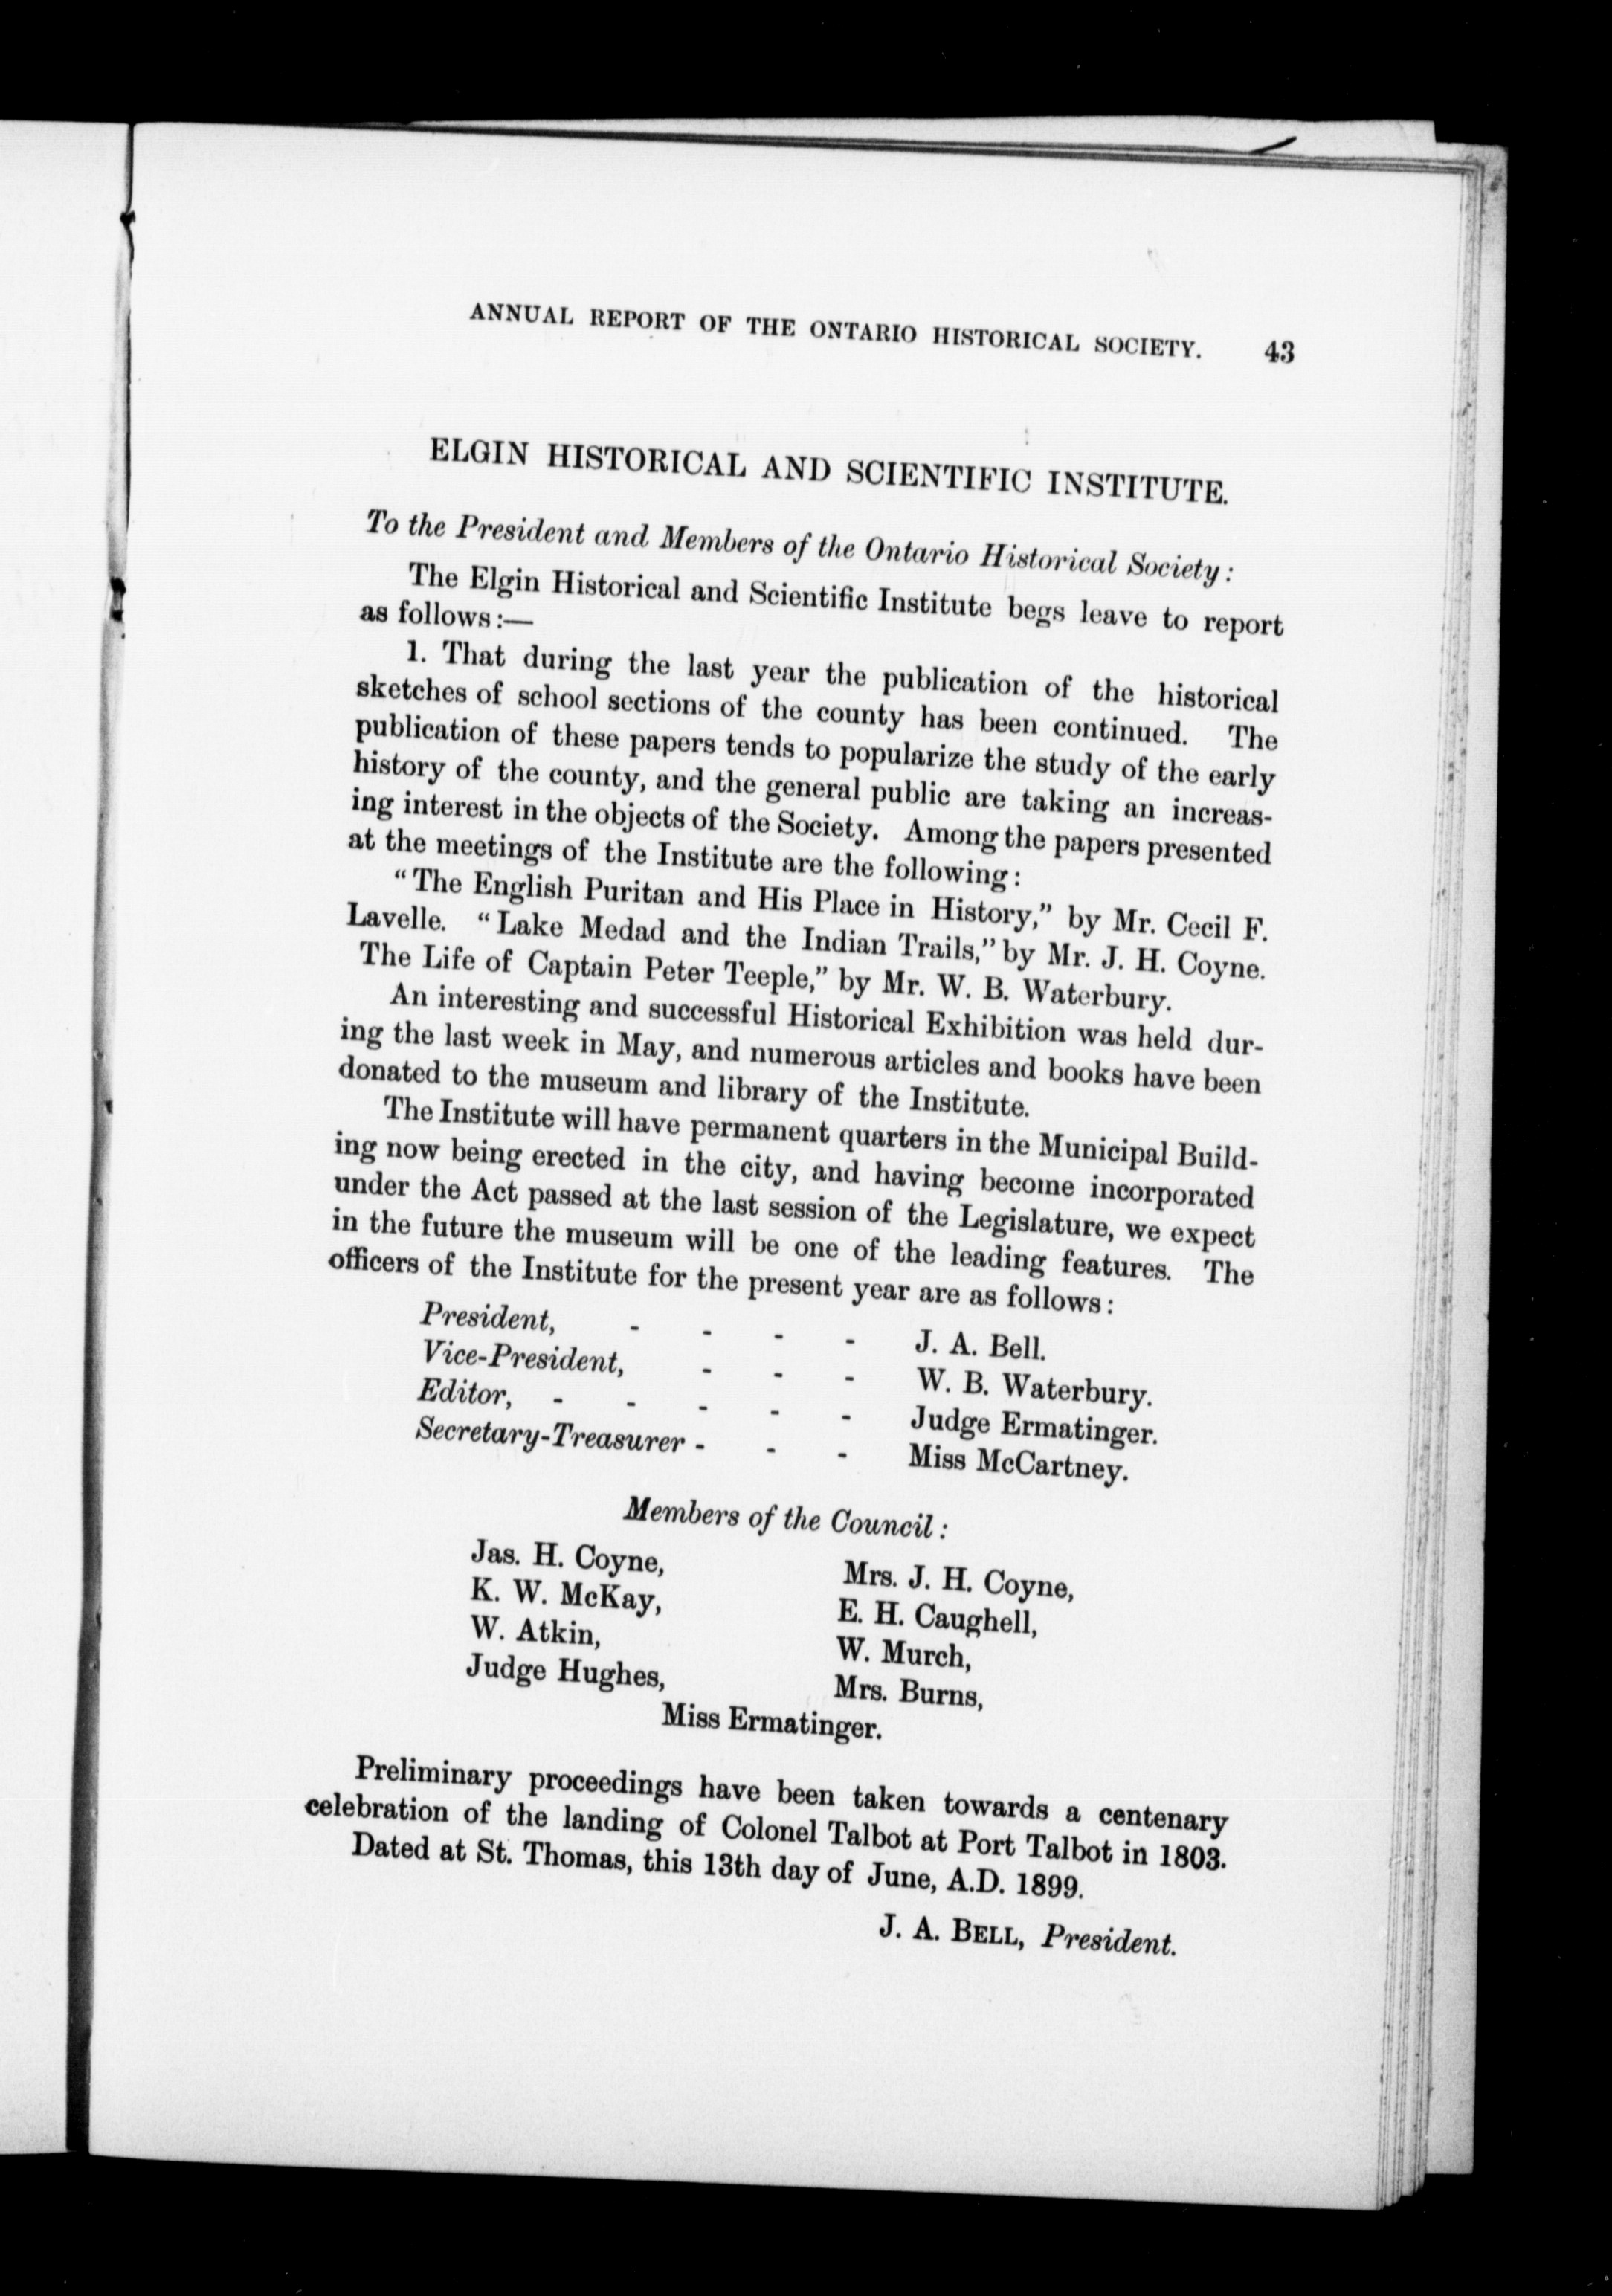 ANNUAL REPORT OF THE ONTARIO HISTORICAL SOCIETY. 43
ELGIN HISTORICAL AND SCIENTIFIC INSTITUTE.
To the President and Members of the Ontario Historical Society:
The Elgin Historical and Scientific Institute begs leave to report
as follows:—
1. That during the last year the publication of the historical
sketches of school sections of the county has been continued. The
publication of these papers tends to popularize the study of the early
history of the county, and the general public are taking an increas-
ing interest in the objects of the Society. Among the papers presented
at the meetings of the Institute are the following:
"The English Puritan and His Place in History," by Mr. Cecil F.
Lavelle. "Lake Medad and the Indian Trails," by Mr. J. H. Coyne.
The Life of Captain Peter Teeple," by Mr. W. B. Waterbury.
An interesting and successful Historical Exhibition was held dur-
ing the last week in May, and numerous articles and books have been
donated to the museum and library of the Institute.
The Institute will have permanent quarters in the Municipal Build-
ing now being erected in the city, and having become incorporated
under the Act passed at the last session of the Legislature, we expect
in the future the museum will be one of the leading features. The
officers of the Institute for the present year are as follows:
President, - - - - J. A. Bell.
Vice-President, - - - W. B. Waterbury.
Editor, - - - - - Judge Ermatinger.
Secretary-Treasurer - - - Miss McCartney.
Members of the Council:
Jas. H. Coyne, Mrs. J. H. Coyne,
K. W. McKay, E. H. Caughell,
W. Atkin, W. Murch,
Judge Hughes, Mrs. Burns,
Miss Ermatinger.
Preliminary proceedings have been taken towards a centenary
celebration of the landing of Colonel Talbot at Port Talbot in 1803.
Dated at St. Thomas, this 13th day of June, A.D. 1899.
J. A. BELL, President.